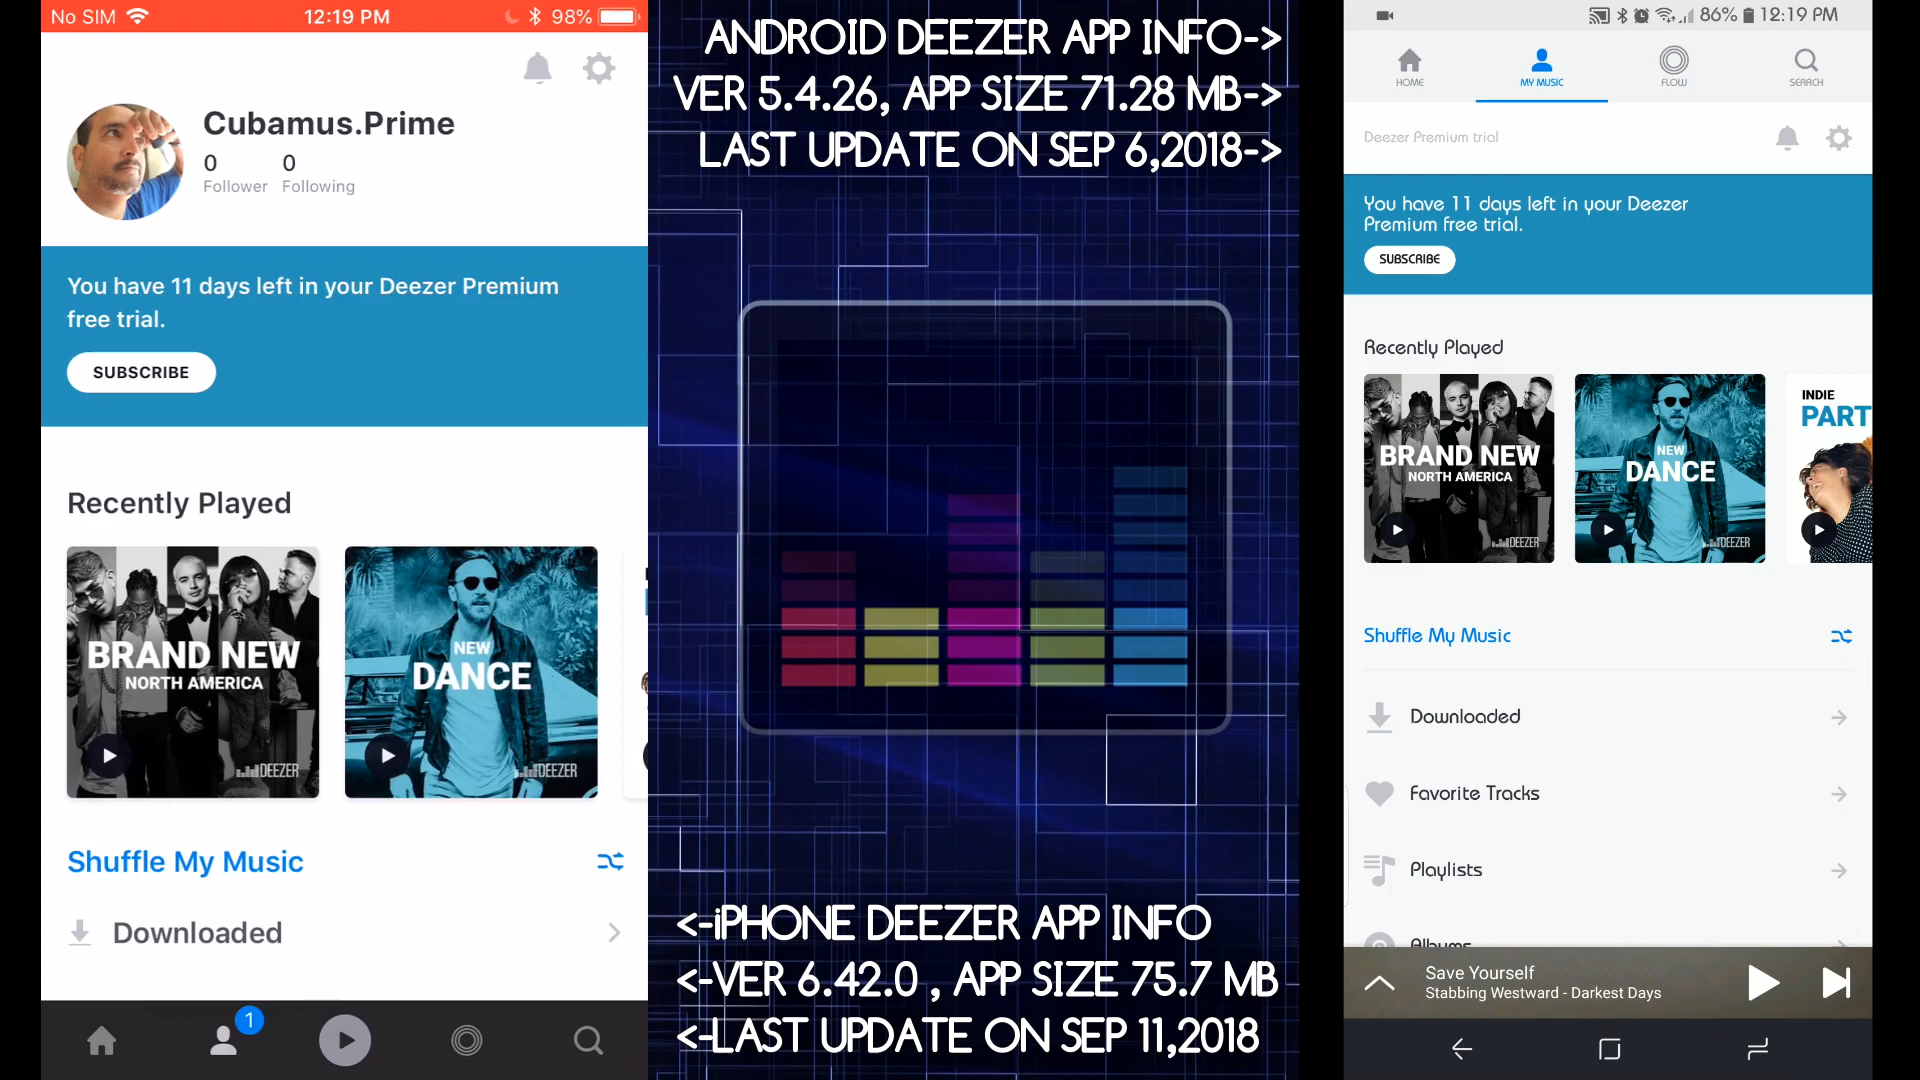 No SIM 12:19 PM 98%
Cubamus.Prime
0 0
Follower Following
You have 11 days left in your Deezer Premium
free trial.
SUBSCRIBE
Recently Played
BRAND NEW
NORTH AMERICA
DEEZER
NEW
DANCE
DEEZER
Shuffle My Music
Downloaded
1
ANDROID DEEZER APP INFO->
VER 5.4.26, APP SIZE 71.28 MB->
LAST UPDATE ON SEP 6,2018->
<-iPHONE DEEZER APP INFO
<-VER 6.42.0 , APP SIZE 75.7 MB
<-LAST UPDATE ON SEP 11,2018
86% 12:19 PM
HOME MY MUSIC FLOW SEARCH
Deezer Premium trial
You have 11 days left in your Deezer
Premium free trial.
SUBSCRIBE
Recently Played
BRAND NEW
NORTH AMERICA
DEEZER
NEW
DANCE
DEEZER
INDIE
PART
Shuffle My Music
Downloaded
Favorite Tracks
Playlists
Albums
Save Yourself
Stabbing Westward - Darkest Days